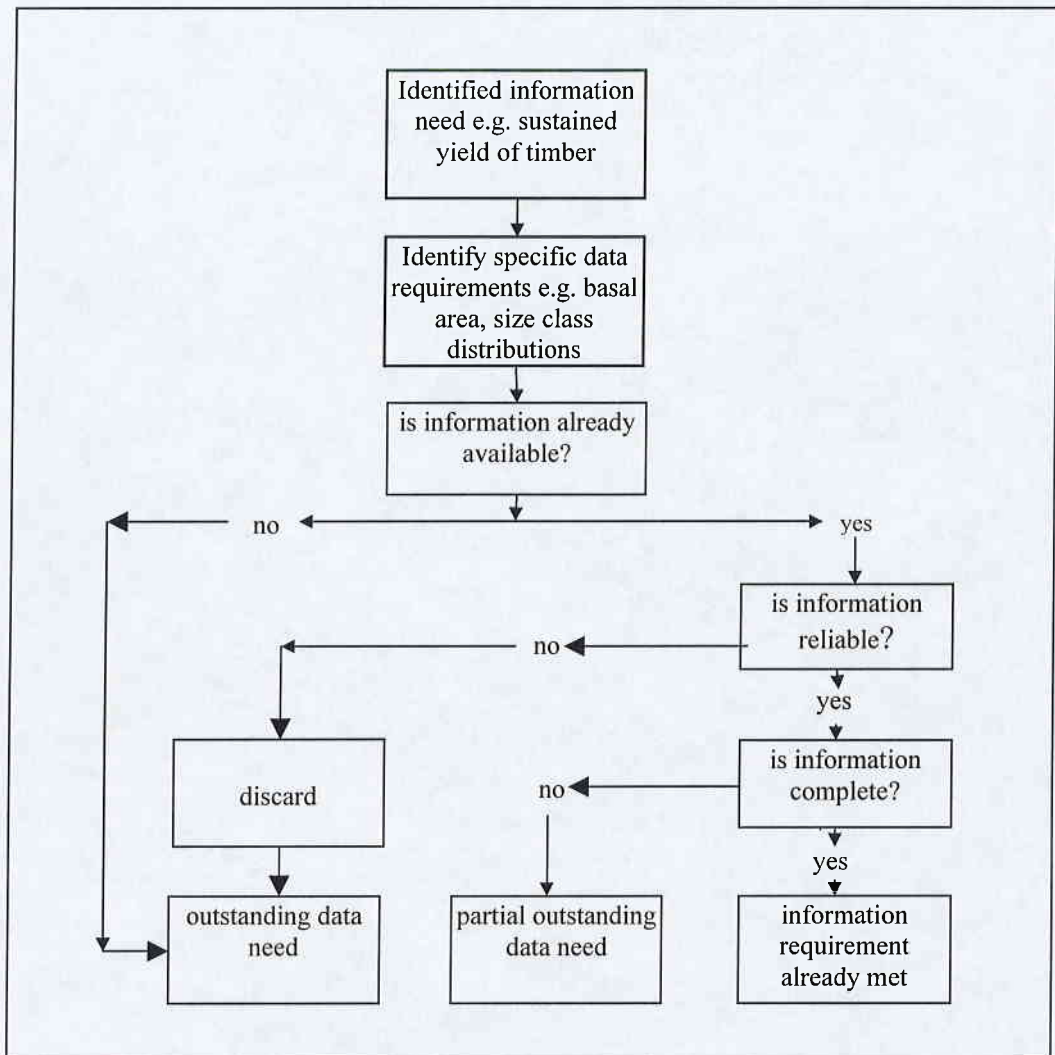 Identified information
need e.g. sustained
yield of timber
Identify specific data
requirements e.g. basal
area, size class
distributions
is information already
available?
no
yes
is information
reliable?
no
yes
is information
complete?
discard
no
yes
outstanding data
need
partial outstanding
data need
information
requirement
already met